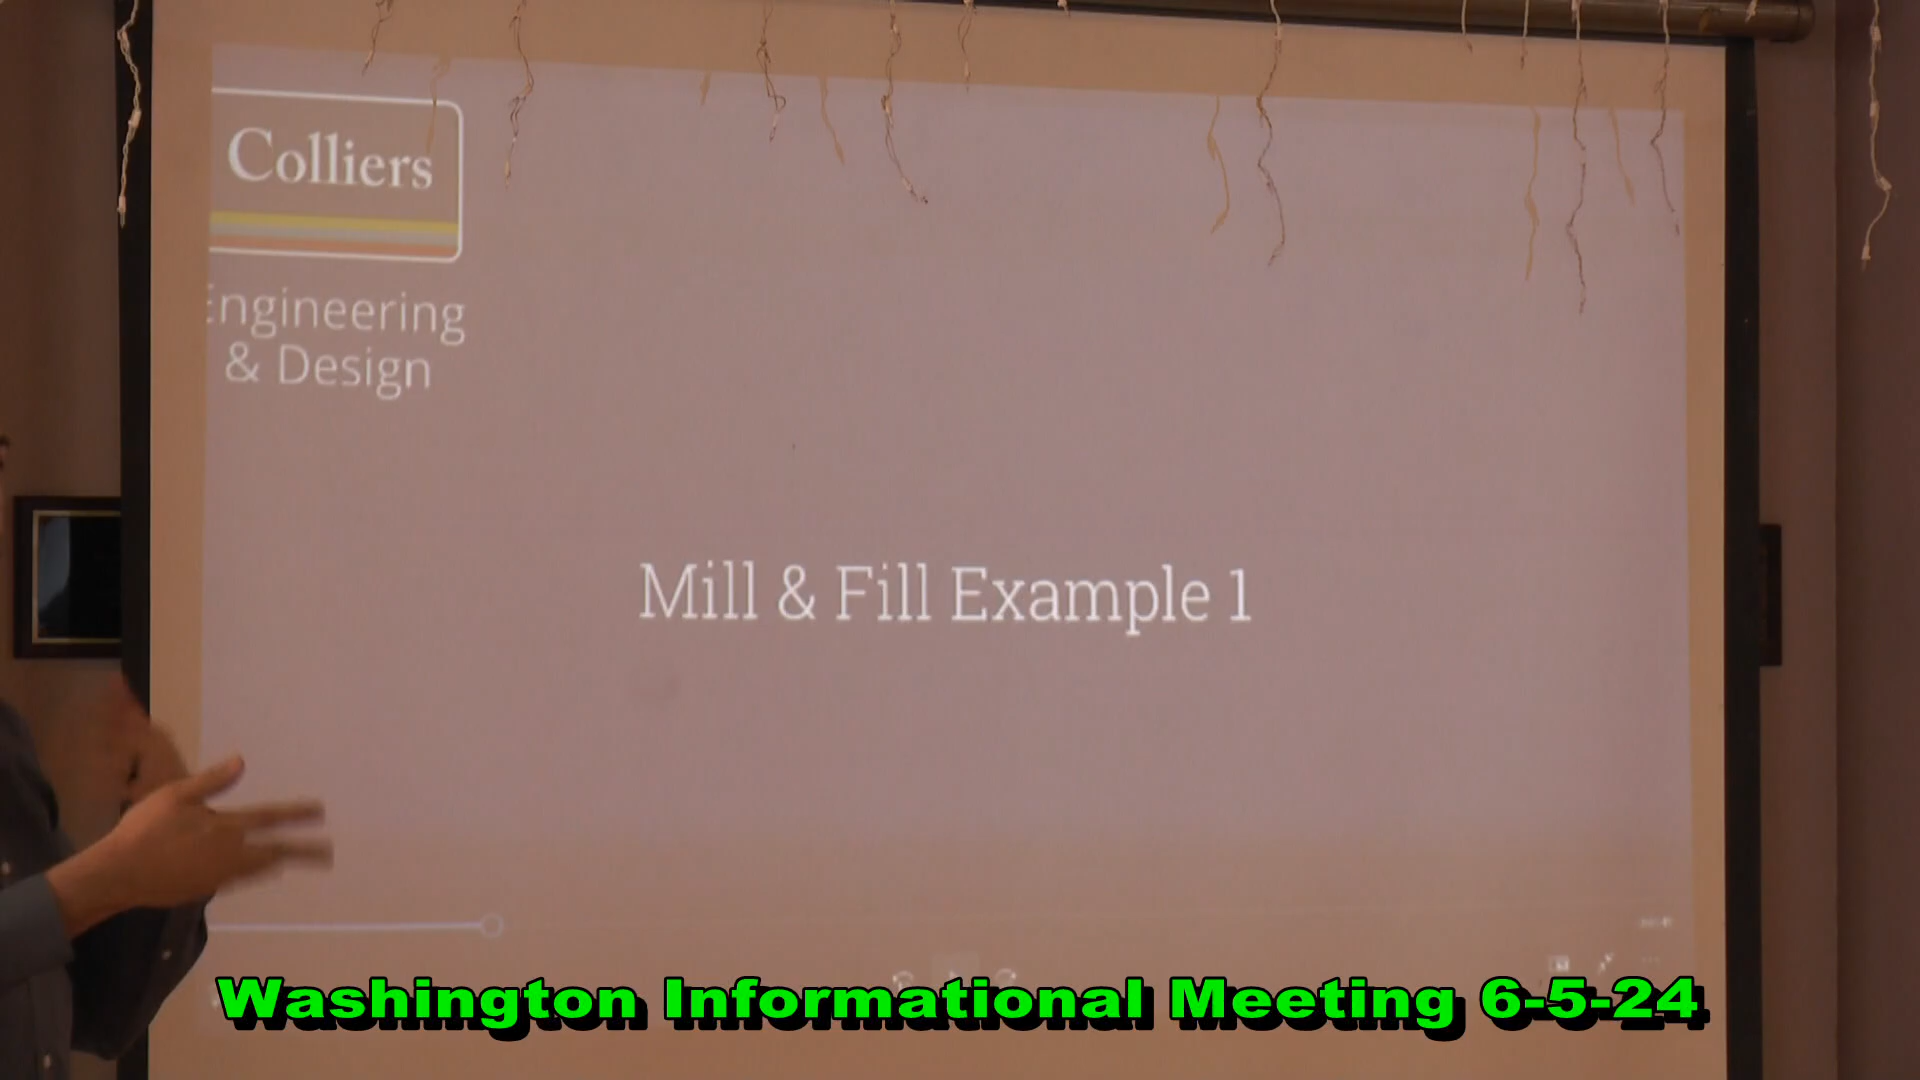 Colliers
Engineering
& Design
Mill & Fill Example 1
Washington Informational Meeting 6-5-24